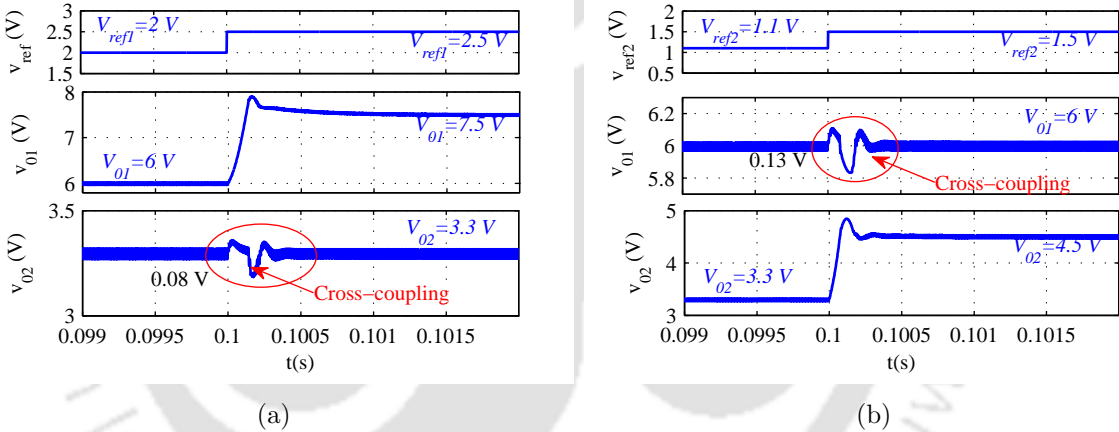 3
2.5
2
1.5
v_ref (V)
V_ref1=2 V
V_ref1=2.5 V
8
7
6
v_01 (V)
V_01=6 V
V_01=7.5 V
3.5
3
v_02 (V)
V_02=3.3 V
0.08 V
Cross−coupling
0.099 0.0995 0.1 0.1005 0.101 0.1015
t(s)
(a)
2
1.5
1
0.5
v_ref2 (V)
V_ref2=1.1 V
V_ref2=1.5 V
6.2
6
5.8
v_01 (V)
V_01=6 V
0.13 V
Cross−coupling
5
4
3
v_02 (V)
V_02=3.3 V
V_02=4.5 V
0.099 0.0995 0.1 0.1005 0.101 0.1015
t(s)
(b)